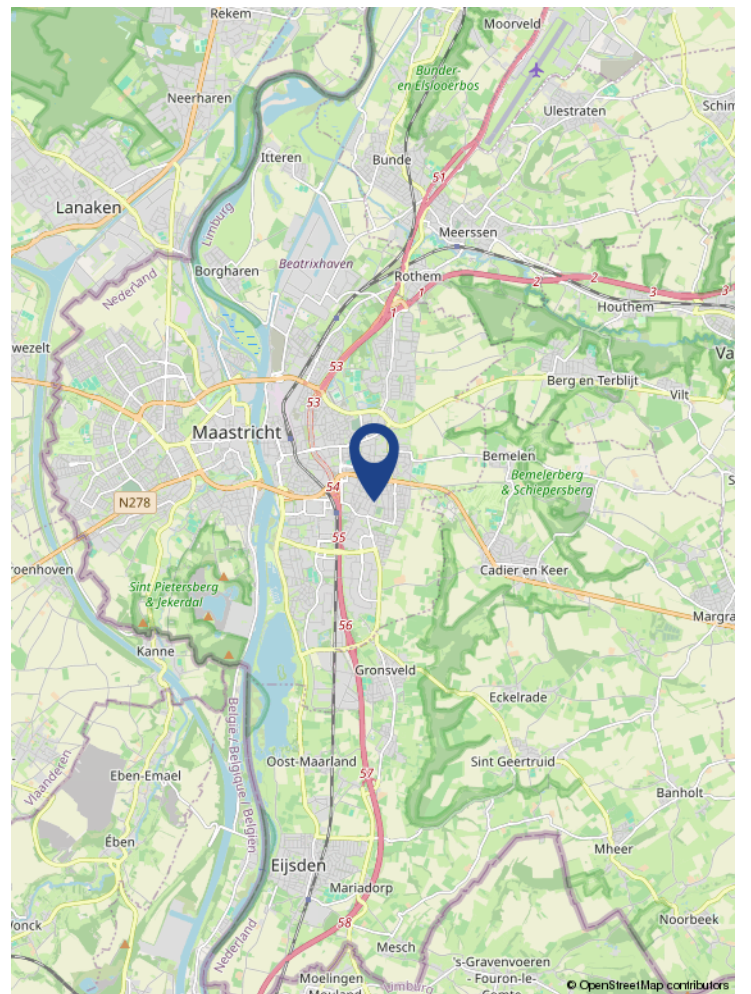 Rekem
Moorveld
Bunder-
en Elslooerbos
Neerharen
Ulestraten
Schim
Itteren
Bunde
51
Lanaken
Limburg
Meerssen
Borgharen
Beatrixhaven
Nederland
Rothem
1
2
2
3
3
1
Houthem
wezelt
Va
53
Berg en Terblijt
Vilt
53
Maastricht
Bemelen
Bemelerberg
& Schiepersberg
S
54
N278
55
roenhoven
Cadier en Keer
Sint Pietersberg
& Jekerdal
Margra
56
Kanne
Gronsveld
Eckelrade
België / Belgique / Belgien
Vlaanderen
Oost-Maarland
Sint Geertruid
57
Eben-Emael
Banholt
Ében
Mheer
Eijsden
Mariadorp
Noorbeek
58
Wonck
Nederland
Mesch
's-Gravenvoeren
- Fouron-le-
Comte
Moelingen
Limburg
© OpenStreetMap contributors